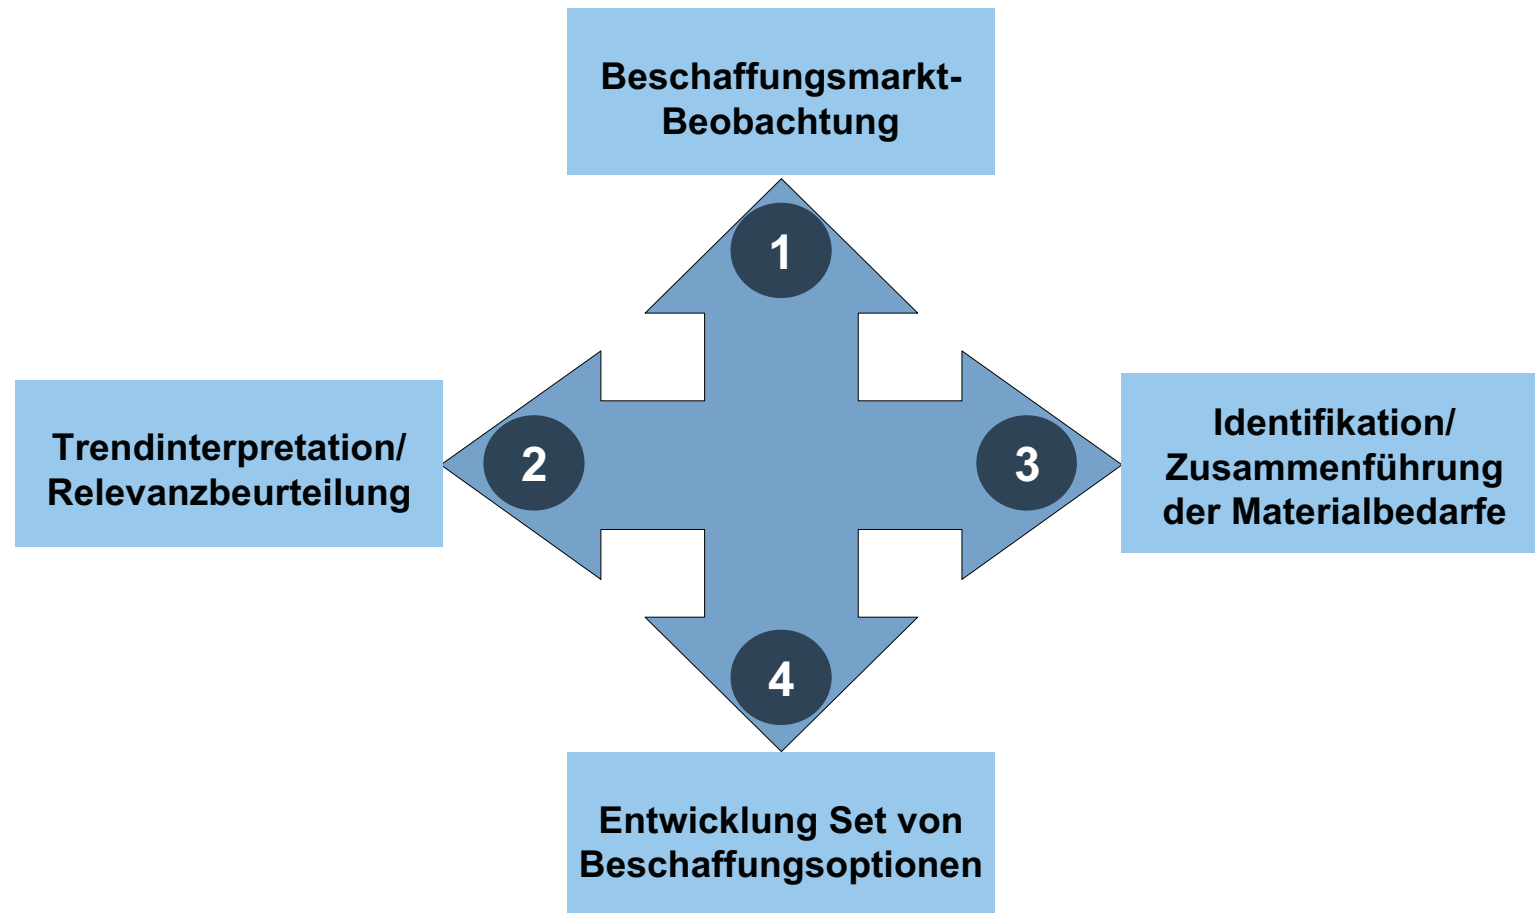 Beschaffungsmarkt-
Beobachtung
1
Trendinterpretation/
Relevanzbeurteilung
2
3
Identifikation/
Zusammenführung
der Materialbedarfe
4
Entwicklung Set von
Beschaffungsoptionen